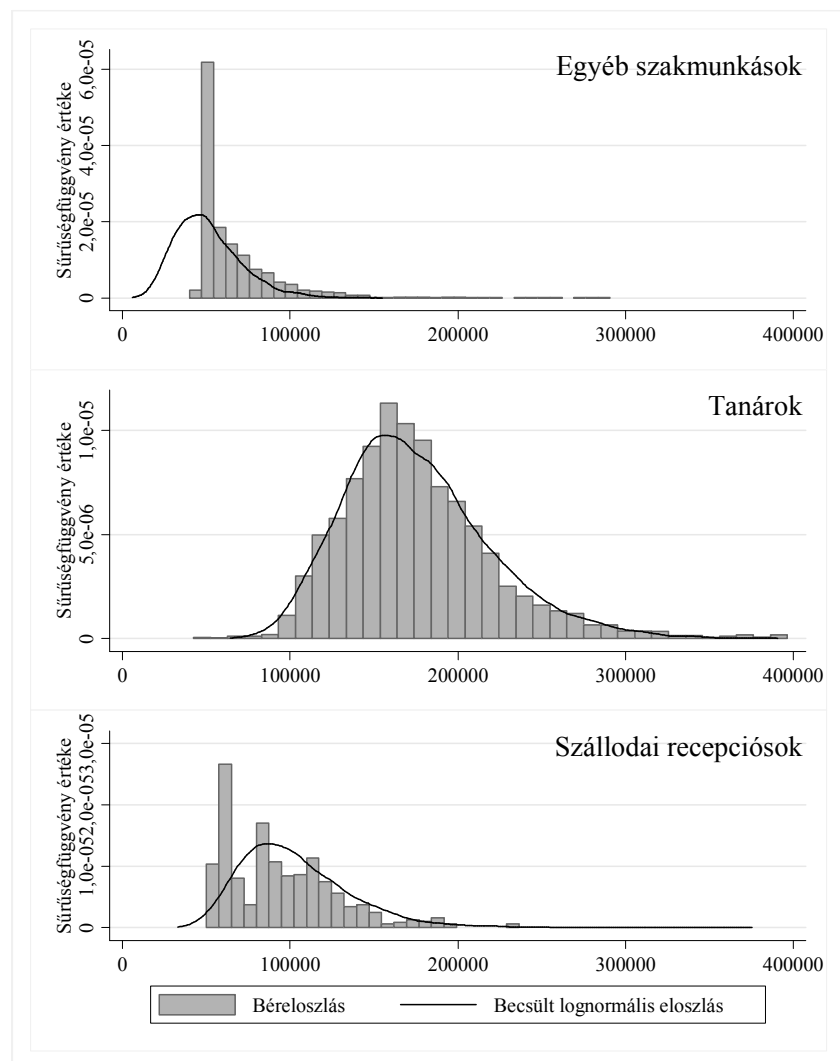 Egyéb szakmunkások
Sűrűségfüggvény értéke
6,0e-05
4,0e-05
2,0e-05
0
0 100000 200000 300000 400000
Tanárok
Sűrűségfüggvény értéke
1,0e-05
5,0e-06
0
0 100000 200000 300000 400000
Szállodai recepciósok
Sűrűségfüggvény értéke
3,0e-05
2,0e-05
1,0e-05
0
0 100000 200000 300000 400000
Béreloszlás Becsült lognormális eloszlás